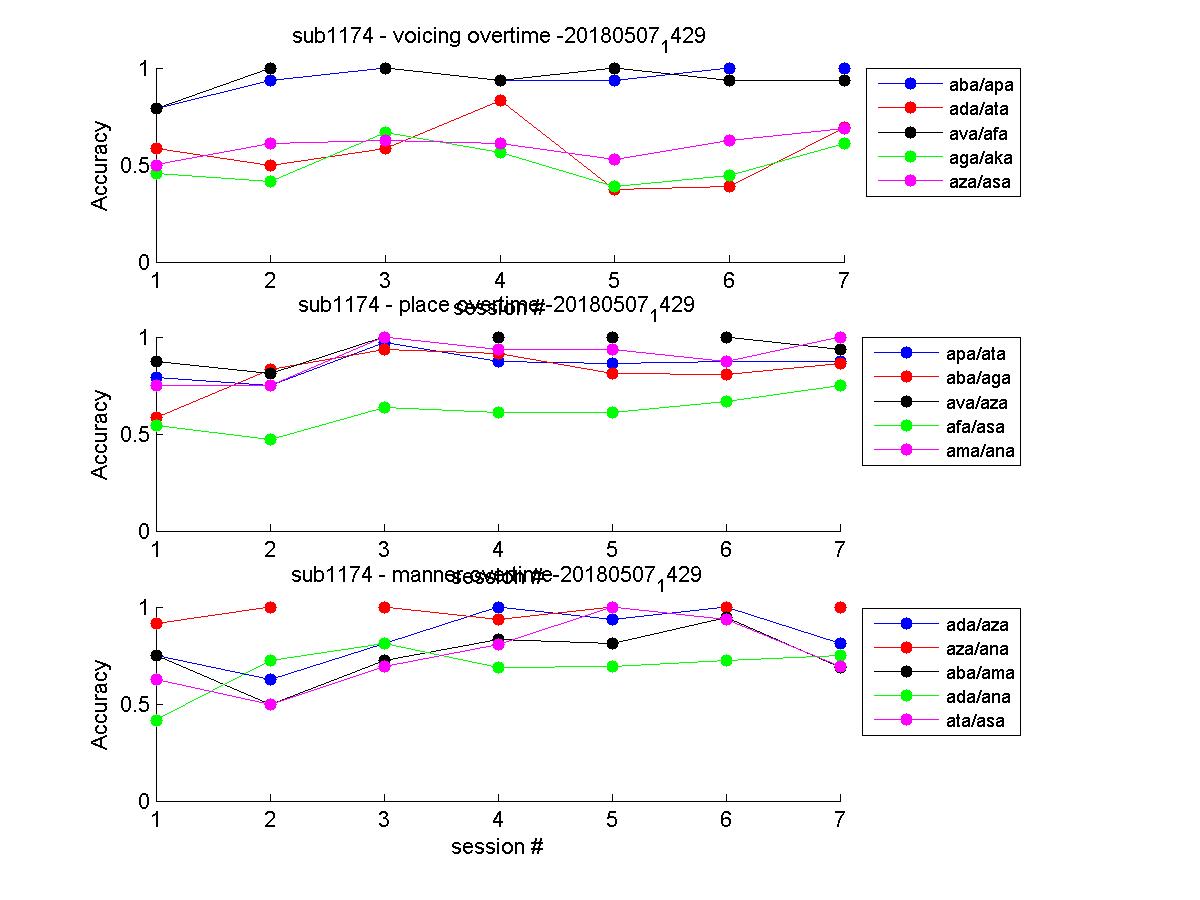 sub1174 - voicing overtime -20180507₁429
1
0.5
0
Accuracy
1 2 3 4 5 6 7
session #
aba/apa
ada/ata
ava/afa
aga/aka
aza/asa
sub1174 - place overtime -20180507₁429
1
0.5
0
Accuracy
1 2 3 4 5 6 7
session #
apa/ata
aba/aga
ava/aza
afa/asa
ama/ana
sub1174 - manner overtime -20180507₁429
1
0.5
0
Accuracy
1 2 3 4 5 6 7
session #
ada/aza
aza/ana
aba/ama
ada/ana
ata/asa